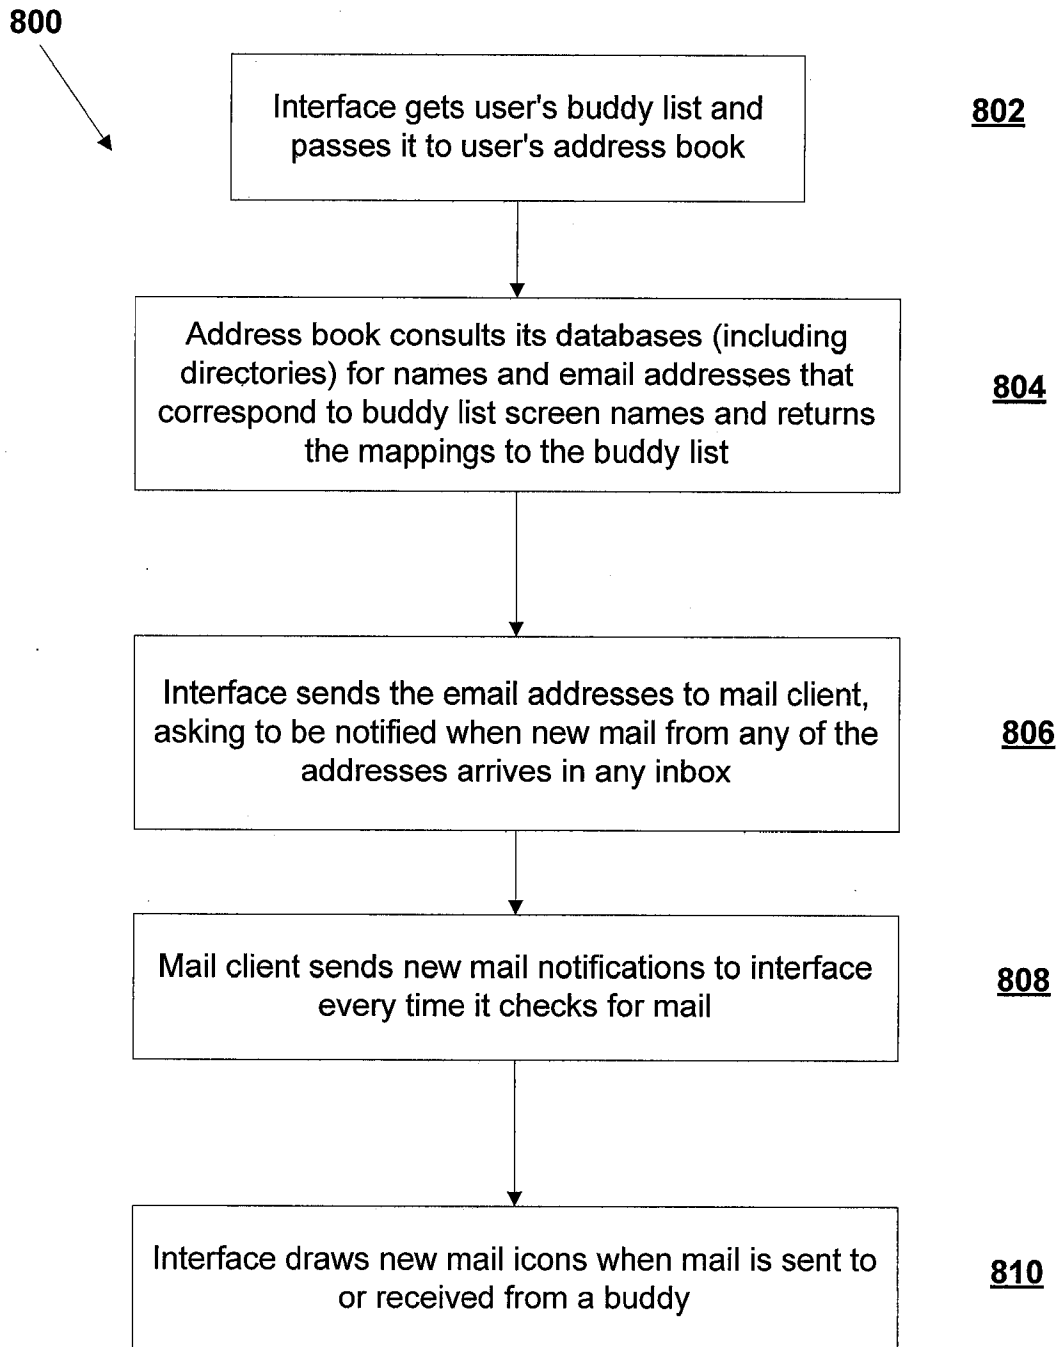 800
Interface gets user's buddy list and
passes it to user's address book
802
Address book consults its databases (including
directories) for names and email addresses that
correspond to buddy list screen names and returns
the mappings to the buddy list
804
Interface sends the email addresses to mail client,
asking to be notified when new mail from any of the
addresses arrives in any inbox
806
Mail client sends new mail notifications to interface
every time it checks for mail
808
Interface draws new mail icons when mail is sent to
or received from a buddy
810